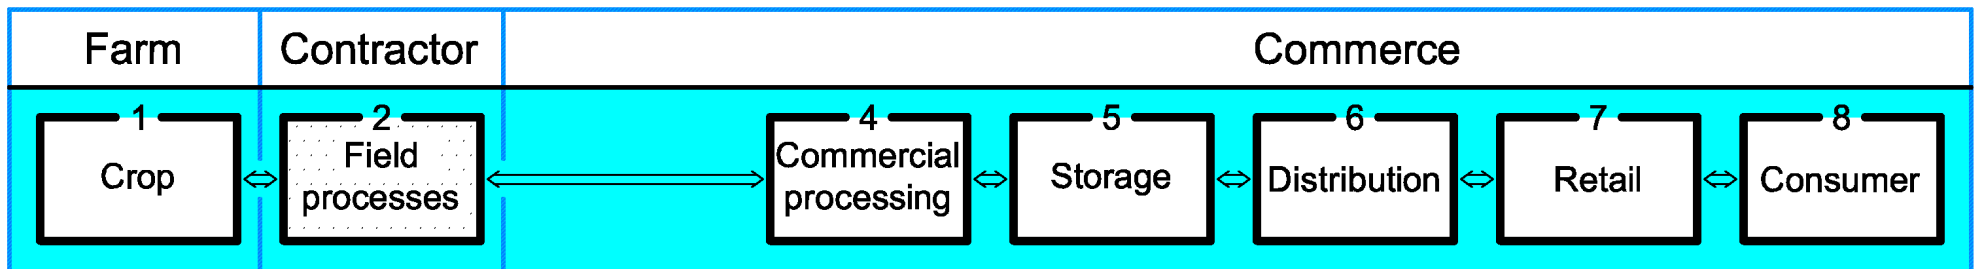 Farm Contractor Commerce
1 2 4 5 6 7 8
Crop
Field
processes
Commercial
processing
Storage
Distribution
Retail
Consumer